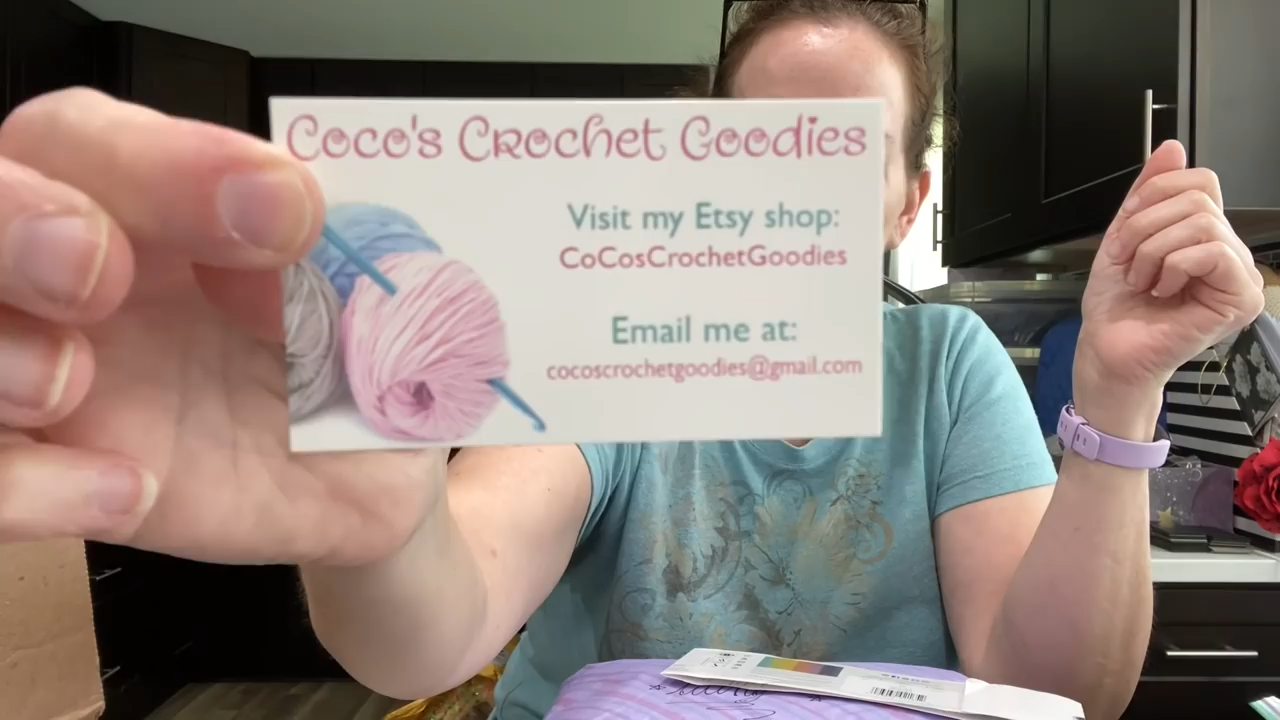 Coco's Crochet Goodies
Visit my Etsy shop:
CoCosCrochetGoodies
Email me at:
cocoscrochetgoodies@gmail.com